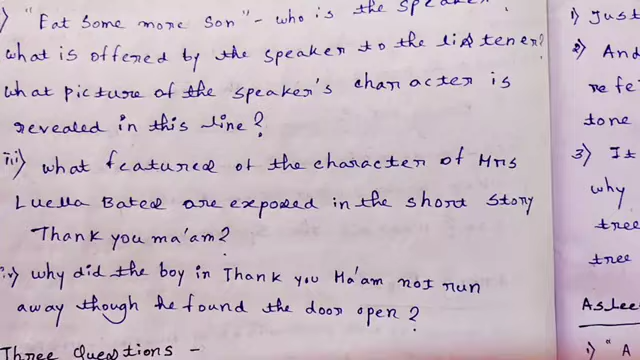 "Eat some more son" - who is the speaker?
what is offered by the speaker to the listener?
what picture of the speaker's character is
revealed in this line?
iii) what features of the character of Mrs
Luella Bates are exposed in the short story
Thank you ma'am?
iv) why did the boy in Thank you Ma'am not run
away though he found the door open?
Three Questions -
1) Just
2) And
refe
tone
3) It
why
tree
tree
Aslee
1) "A